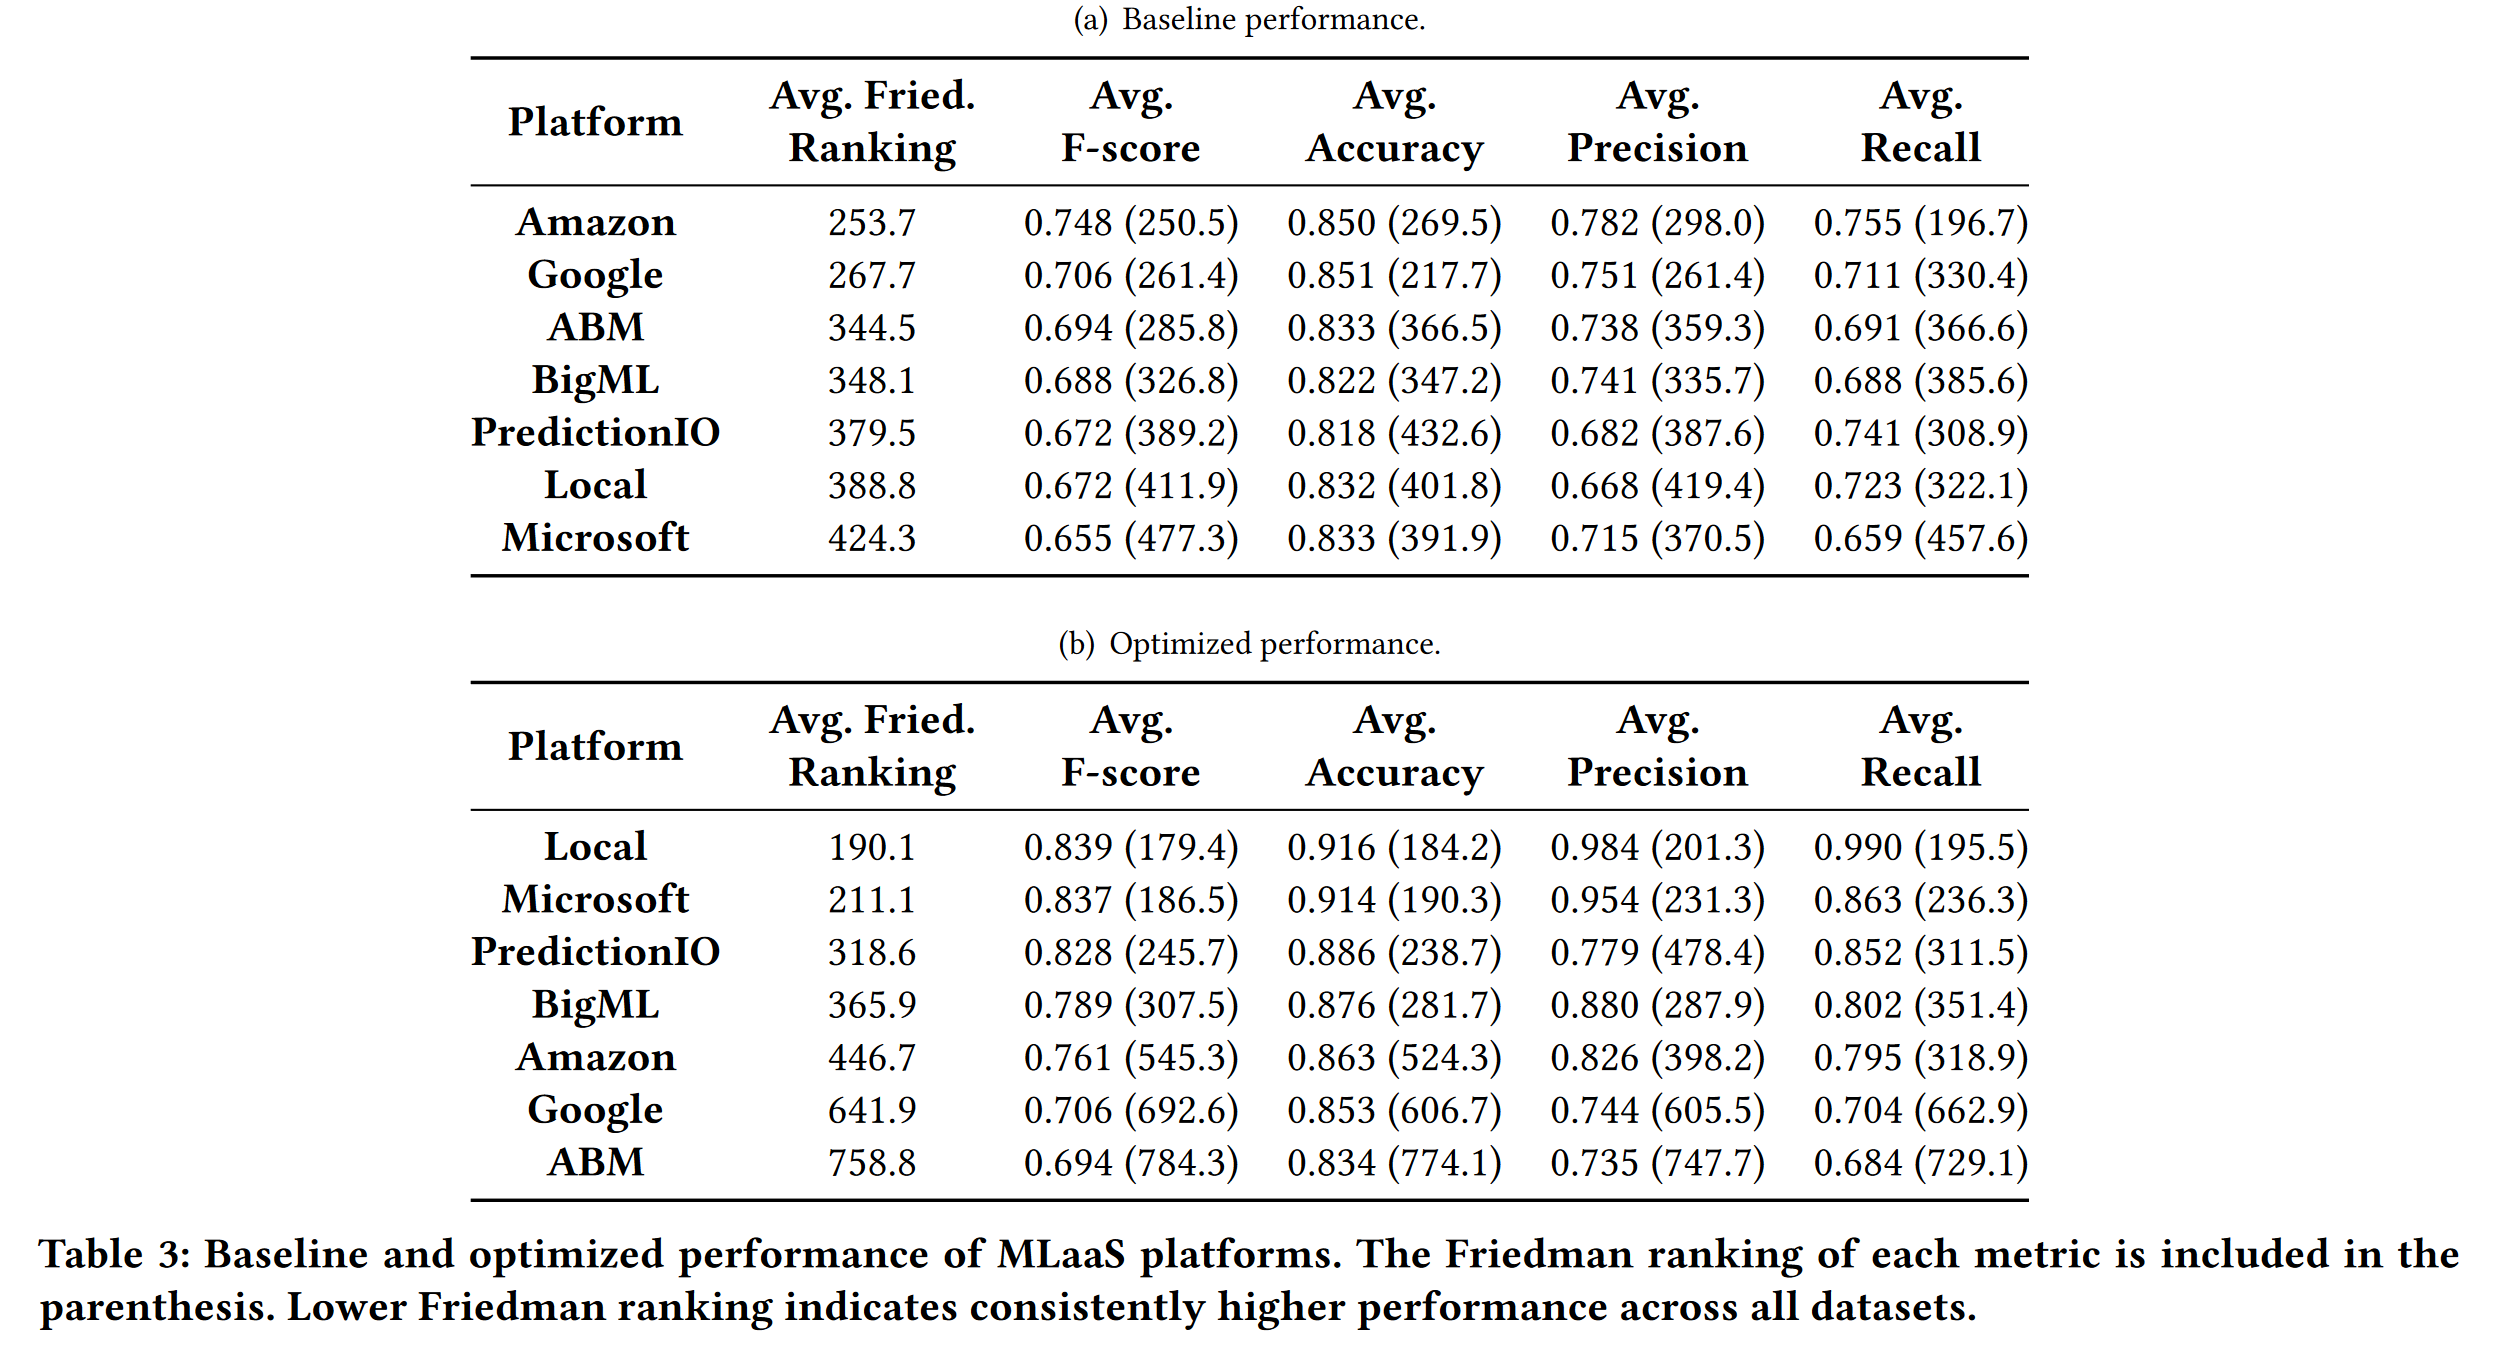 (a) Baseline performance.
Platform Avg. Fried. Ranking Avg. F-score Avg. Accuracy Avg. Precision Avg. Recall
Amazon 253.7 0.748 (250.5) 0.850 (269.5) 0.782 (298.0) 0.755 (196.7)
Google 267.7 0.706 (261.4) 0.851 (217.7) 0.751 (261.4) 0.711 (330.4)
ABM 344.5 0.694 (285.8) 0.833 (366.5) 0.738 (359.3) 0.691 (366.6)
BigML 348.1 0.688 (326.8) 0.822 (347.2) 0.741 (335.7) 0.688 (385.6)
PredictionIO 379.5 0.672 (389.2) 0.818 (432.6) 0.682 (387.6) 0.741 (308.9)
Local 388.8 0.672 (411.9) 0.832 (401.8) 0.668 (419.4) 0.723 (322.1)
Microsoft 424.3 0.655 (477.3) 0.833 (391.9) 0.715 (370.5) 0.659 (457.6)
(b) Optimized performance.
Platform Avg. Fried. Ranking Avg. F-score Avg. Accuracy Avg. Precision Avg. Recall
Local 190.1 0.839 (179.4) 0.916 (184.2) 0.984 (201.3) 0.990 (195.5)
Microsoft 211.1 0.837 (186.5) 0.914 (190.3) 0.954 (231.3) 0.863 (236.3)
PredictionIO 318.6 0.828 (245.7) 0.886 (238.7) 0.779 (478.4) 0.852 (311.5)
BigML 365.9 0.789 (307.5) 0.876 (281.7) 0.880 (287.9) 0.802 (351.4)
Amazon 446.7 0.761 (545.3) 0.863 (524.3) 0.826 (398.2) 0.795 (318.9)
Google 641.9 0.706 (692.6) 0.853 (606.7) 0.744 (605.5) 0.704 (662.9)
ABM 758.8 0.694 (784.3) 0.834 (774.1) 0.735 (747.7) 0.684 (729.1)
Table 3: Baseline and optimized performance of MLaaS platforms. The Friedman ranking of each metric is included in the
parenthesis. Lower Friedman ranking indicates consistently higher performance across all datasets.